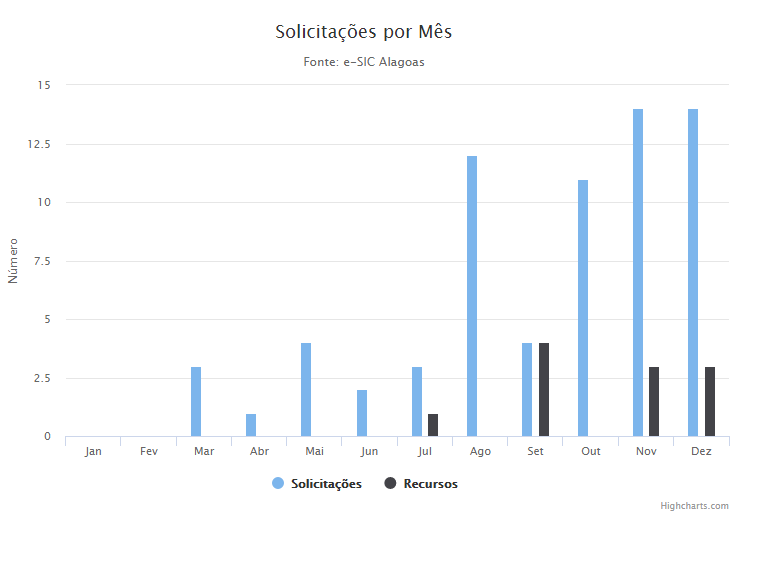 Solicitações por Mês
Fonte: e-SIC Alagoas
Número
15
12.5
10
7.5
5
2.5
0
Jan Fev Mar Abr Mai Jun Jul Ago Set Out Nov Dez
Solicitações Recursos
Highcharts.com